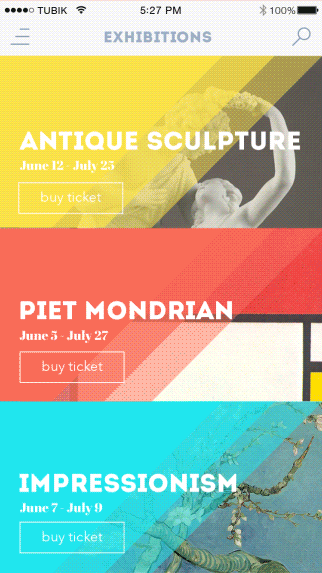 TUBIK 5:27 PM 100%
EXHIBITIONS
ANTIQUE SCULPTURE
June 12 - July 25
buy ticket
PIET MONDRIAN
June 5 - July 27
buy ticket
IMPRESSIONISM
June 7 - July 9
buy ticket